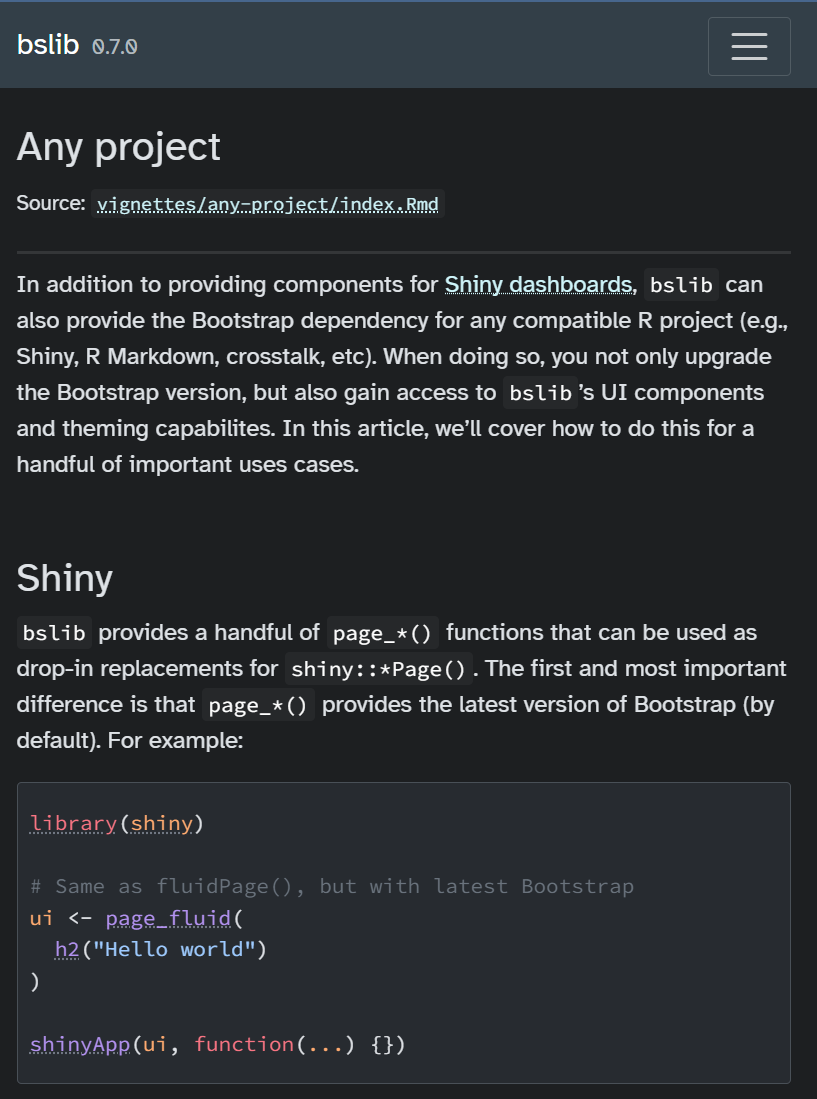 bslib 0.7.0
Any project
Source: vignettes/any-project/index.Rmd
In addition to providing components for Shiny dashboards, bslib can
also provide the Bootstrap dependency for any compatible R project (e.g.,
Shiny, R Markdown, crosstalk, etc). When doing so, you not only upgrade
the Bootstrap version, but also gain access to bslib’s UI components
and theming capabilites. In this article, we’ll cover how to do this for a
handful of important uses cases.
Shiny
bslib provides a handful of page_*() functions that can be used as
drop-in replacements for shiny::*Page(). The first and most important
difference is that page_*() provides the latest version of Bootstrap (by
default). For example:
library(shiny)
# Same as fluidPage(), but with latest Bootstrap
ui <- page_fluid(
  h2("Hello world")
)
shinyApp(ui, function(...) {})